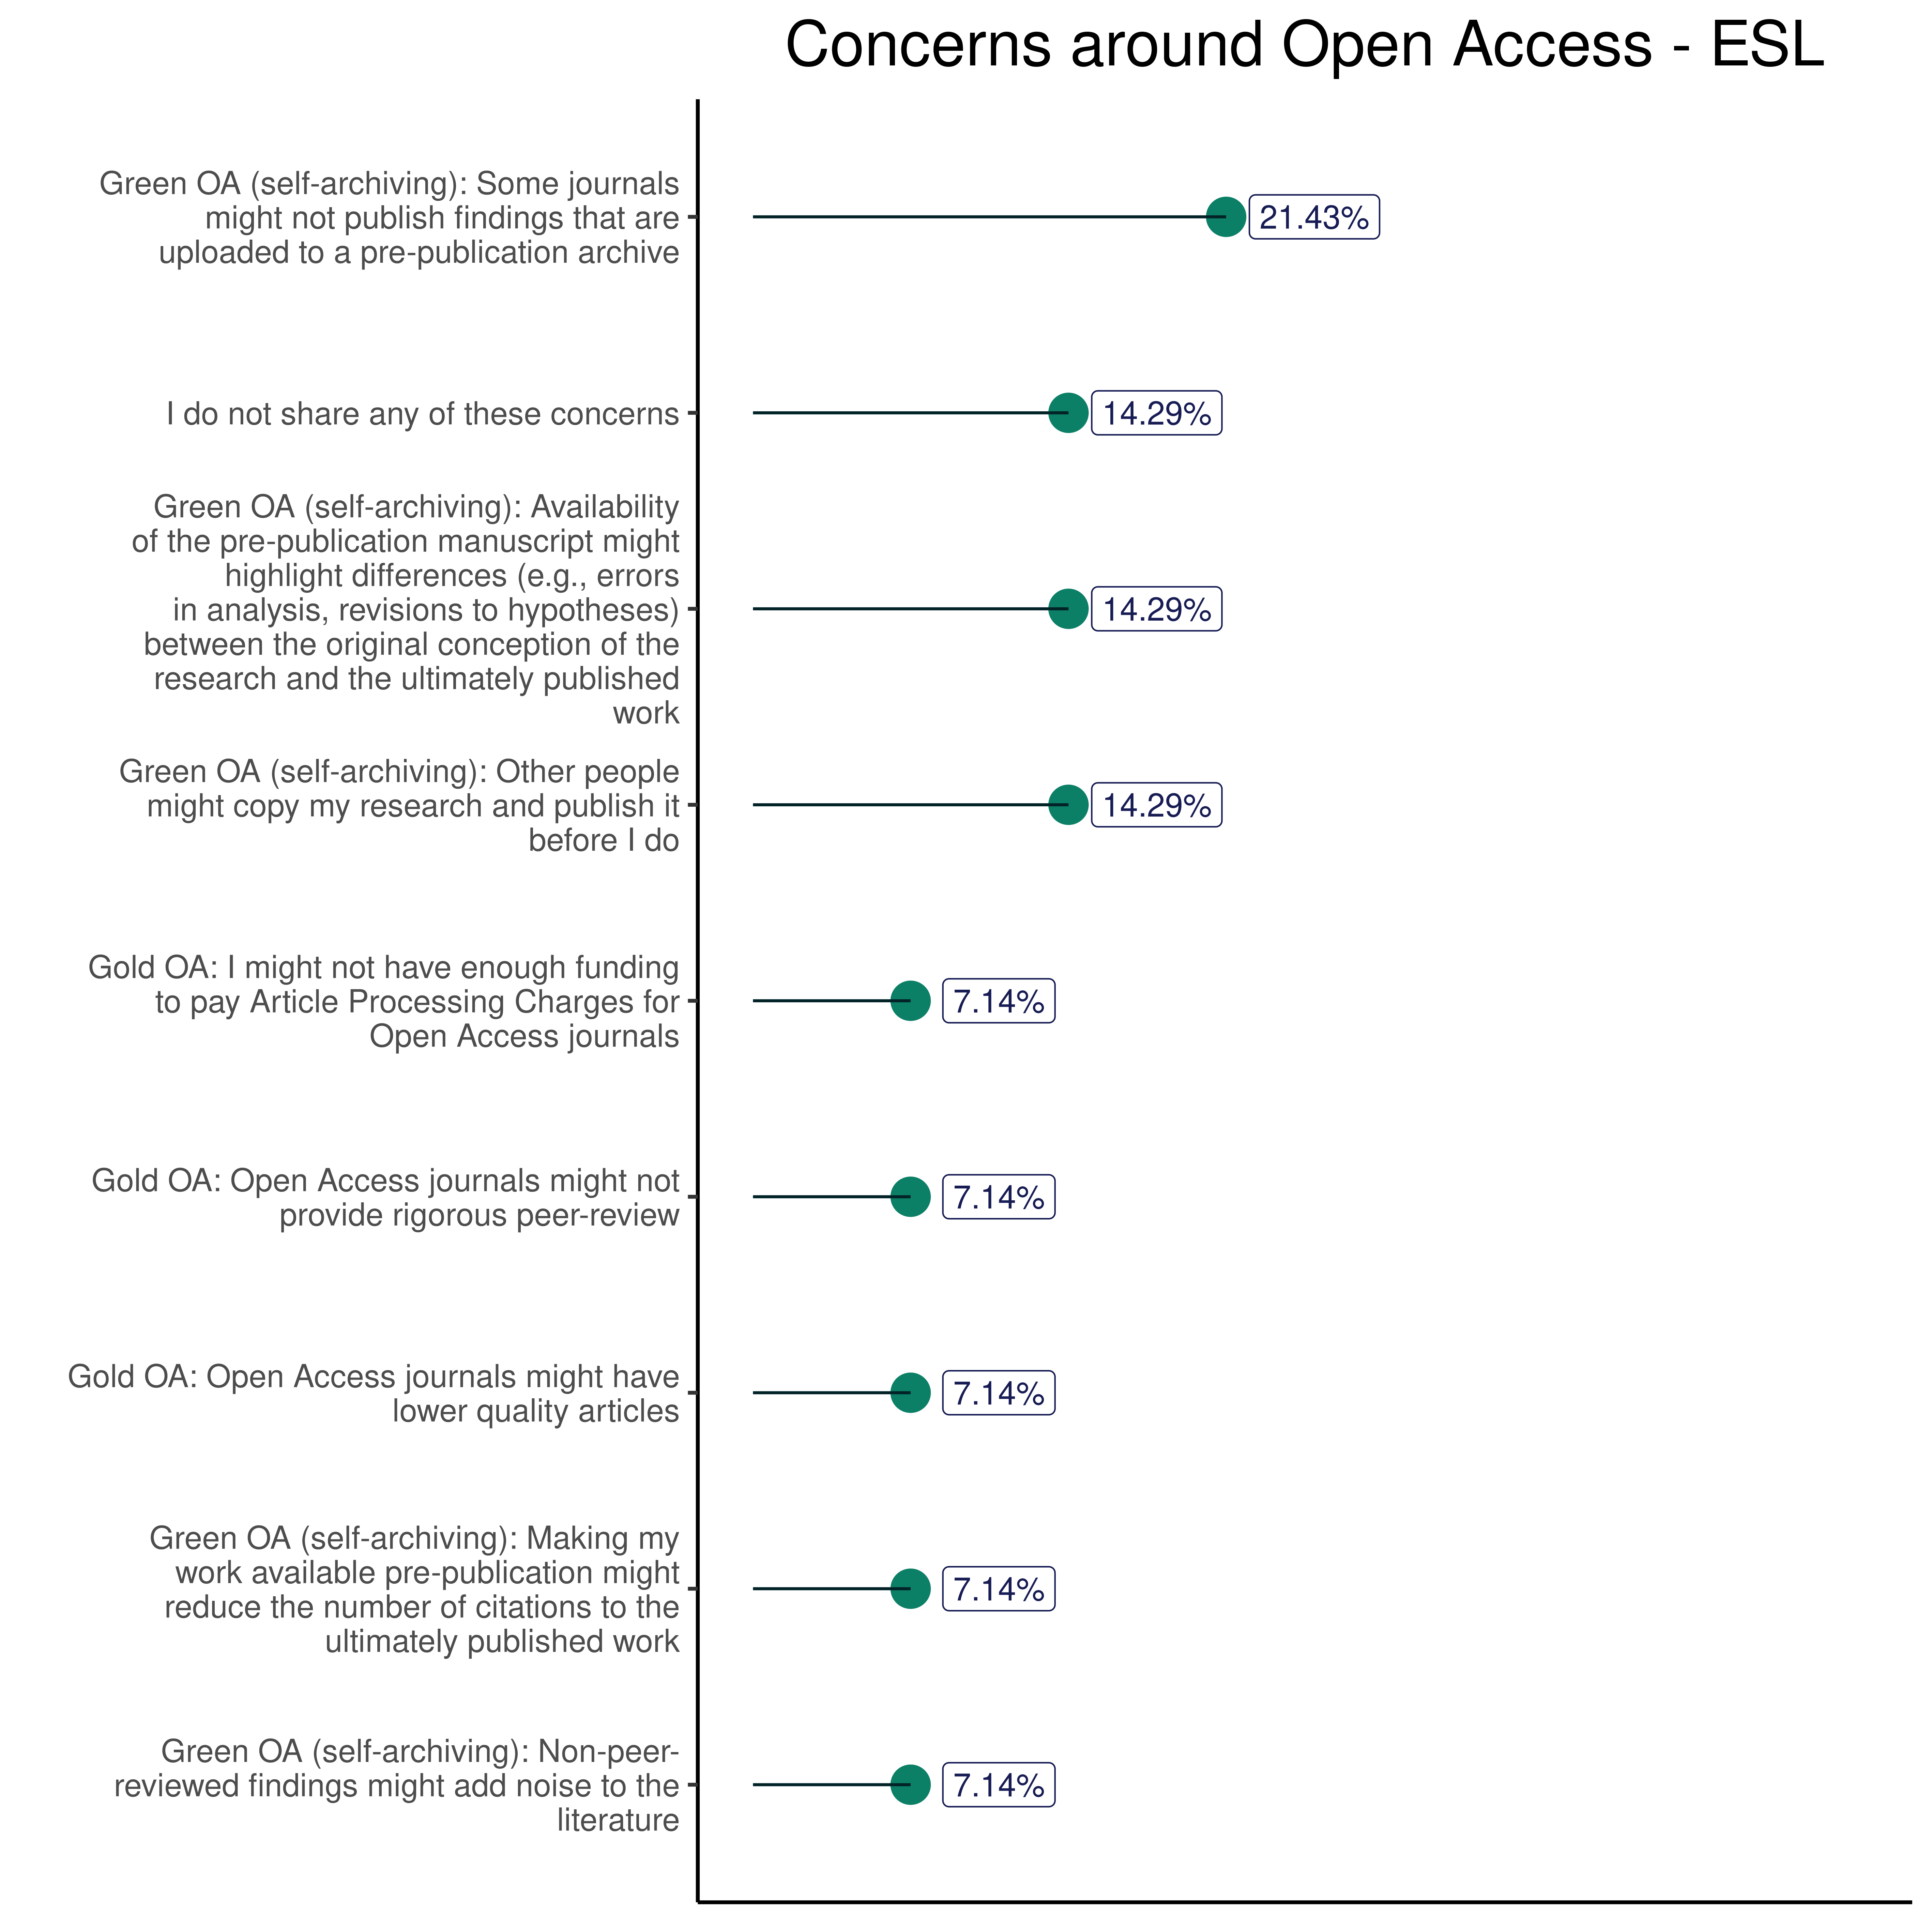 Concerns around Open Access - ESL
Green OA (self-archiving): Some journals
might not publish findings that are
uploaded to a pre-publication archive
21.43%
I do not share any of these concerns
14.29%
Green OA (self-archiving): Availability
of the pre-publication manuscript might
highlight differences (e.g., errors
in analysis, revisions to hypotheses)
between the original conception of the
research and the ultimately published
work
14.29%
Green OA (self-archiving): Other people
might copy my research and publish it
before I do
14.29%
Gold OA: I might not have enough funding
to pay Article Processing Charges for
Open Access journals
7.14%
Gold OA: Open Access journals might not
provide rigorous peer-review
7.14%
Gold OA: Open Access journals might have
lower quality articles
7.14%
Green OA (self-archiving): Making my
work available pre-publication might
reduce the number of citations to the
ultimately published work
7.14%
Green OA (self-archiving): Non-peer-
reviewed findings might add noise to the
literature
7.14%